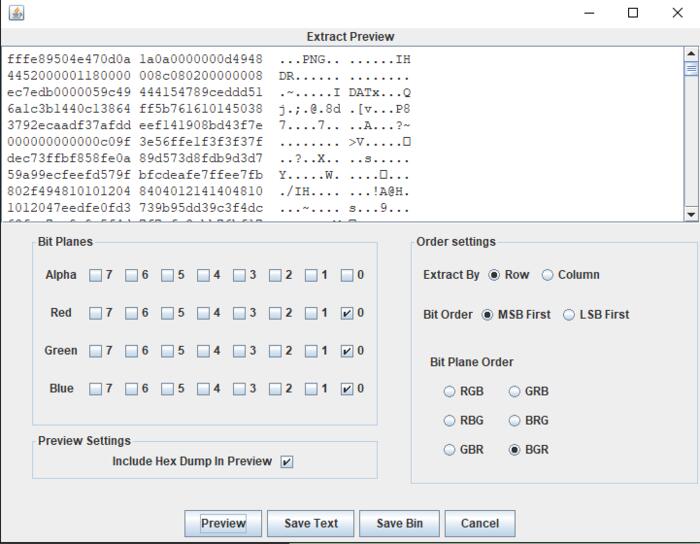 Extract Preview
fffe89504e470d0a 1a0a0000000d4948 ...PNG.. ......IH
4452000001180000 008c080200000008 DR...... ........
ec7edb0000059c49 444154789ceddd51 .~.....I DATx...Q
6a1c3b1440c13864 ff5b761610145038 j.;.@.8d .[v...P8
3792ecaadf37afdd eef141908bd43f7e 7....7.. ..A...?~
000000000000c09f 3e56ffe1f3f3f37f ........ >V.....□
dec73ffbf858fe0a 89d573d8fdb9d3d7 ..?..X.. ..s.....
59a99ecfeefd579f bfcdeafe7ffee7fb Y.....W. ....□...
802f494810101204 8404012141404810 ./IH.... ...!A@H.
1012047eedfe0fd3 739b95dd39c3f4dc ...~.... s...9...
Bit Planes
Alpha 7 6 5 4 3 2 1 0
Red 7 6 5 4 3 2 1 0
Green 7 6 5 4 3 2 1 0
Blue 7 6 5 4 3 2 1 0
Preview Settings
Include Hex Dump In Preview
Order settings
Extract By Row Column
Bit Order MSB First LSB First
Bit Plane Order
RGB GRB
RBG BRG
GBR BGR
Preview Save Text Save Bin Cancel